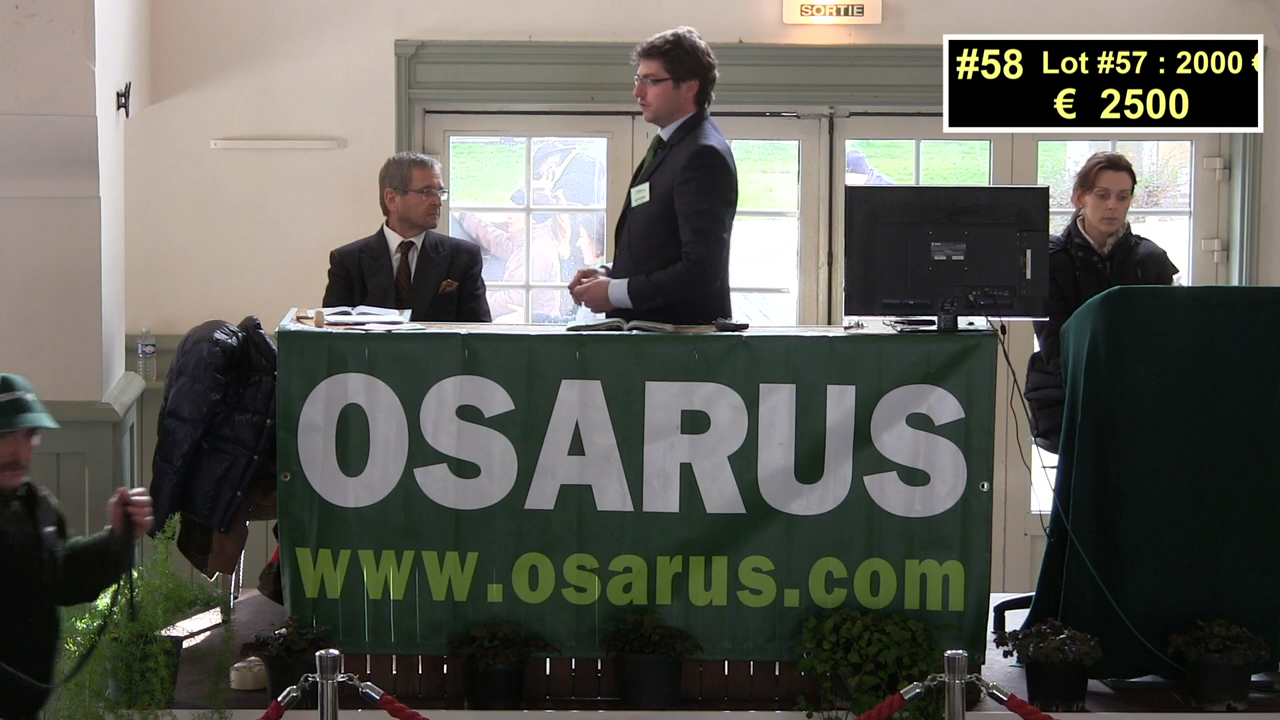 SORTIE
#58 Lot #57 : 2000 €
€ 2500
OSARUS
www.osarus.com